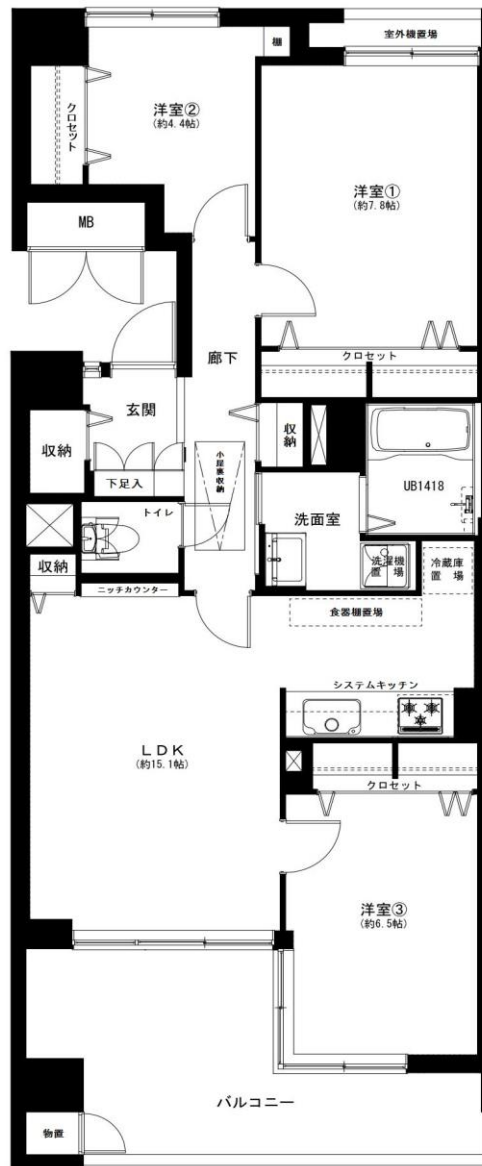 室外機置場
棚
洋室②
(約4.4帖)
クロゼット
洋室①
(約7.8帖)
MB
クロゼット
廊下
玄関
収納
収納
下足入
小屋裏収納
トイレ
洗面室
UB1418
洗濯機置場
冷蔵庫置場
収納
ニッチカウンター
食器棚置場
システムキッチン
LDK
(約15.1帖)
クロゼット
洋室③
(約6.5帖)
バルコニー
物置